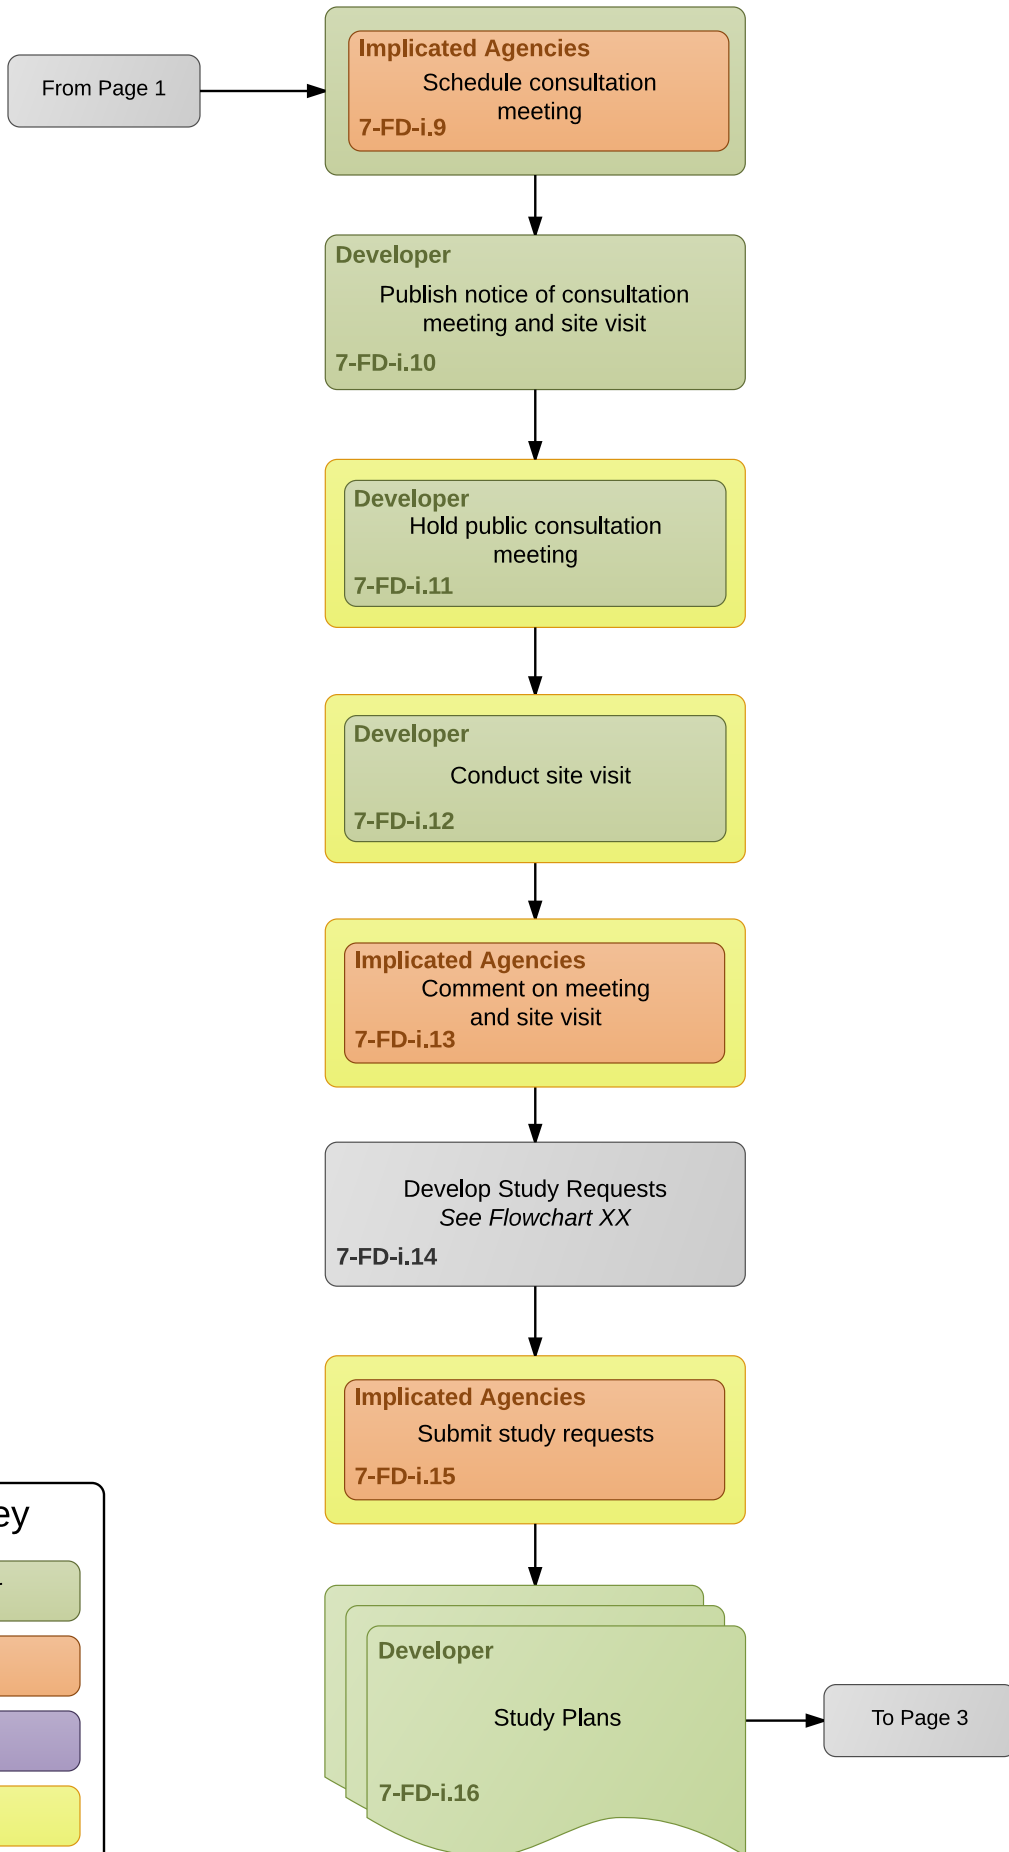 From Page 1
Implicated Agencies
Schedule consultation
meeting
7-FD-i.9
Developer
Publish notice of consultation
meeting and site visit
7-FD-i.10
Developer
Hold public consultation
meeting
7-FD-i.11
Developer
Conduct site visit
7-FD-i.12
Implicated Agencies
Comment on meeting
and site visit
7-FD-i.13
Develop Study Requests
See Flowchart XX
7-FD-i.14
Implicated Agencies
Submit study requests
7-FD-i.15
ey
Developer
Study Plans
7-FD-i.16
To Page 3